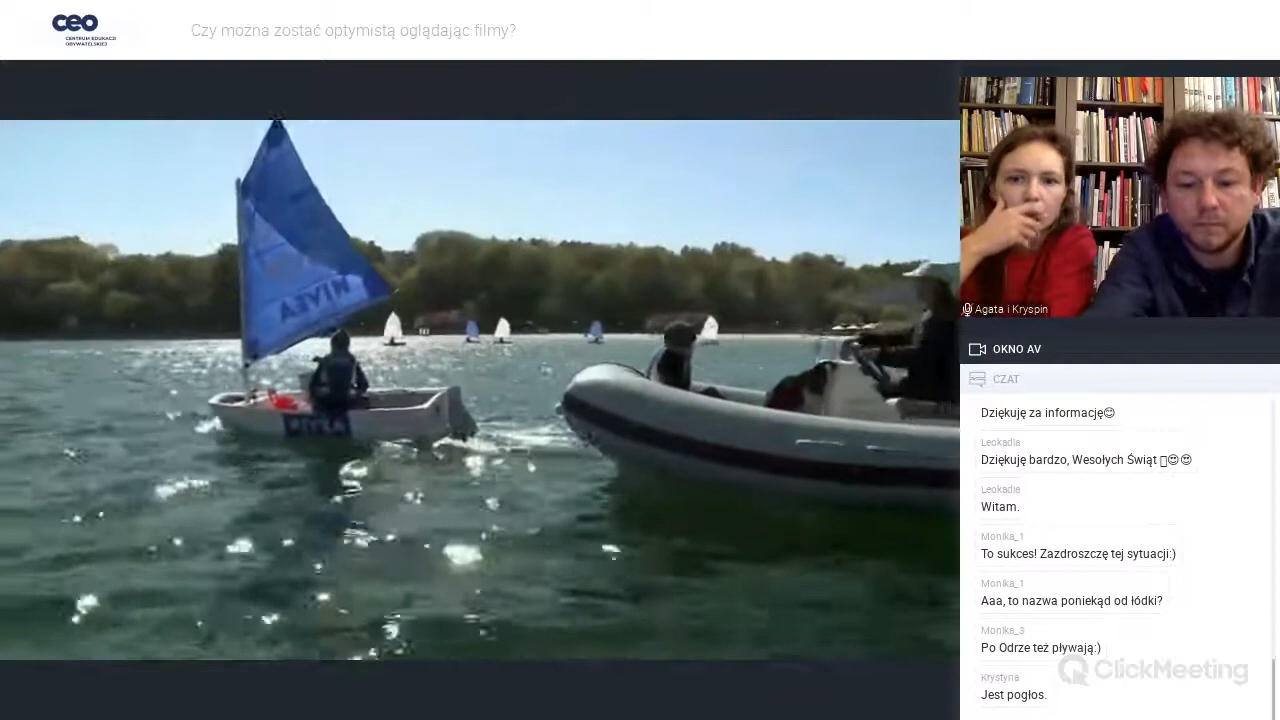 ceo
CENTRUM EDUKACJI
OBYWATELSKIEJ
Czy można zostać optymistą oglądając filmy?
NIVEA
NIVEA
Agata i Kryspin
OKNO AV
CZAT
Dziękuję za informację😊
Leokadia
Dziękuję bardzo, Wesołych Świąt 😍😍
Leokadia
Witam.
Monika_1
To sukces! Zazdroszczę tej sytuacji:)
Monika_1
Aaa, to nazwa poniekąd od łódki?
Monika_3
Po Odrze też pływają:)
Krystyna
Jest pogłos.
ClickMeeting